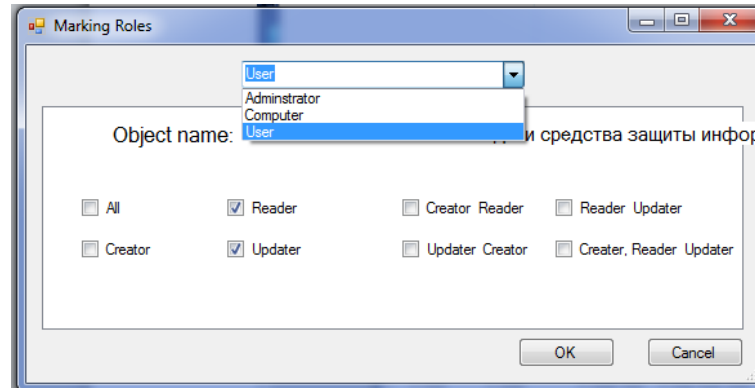 Marking Roles
User
Adminstrator
Computer
User
Object name: и средства защиты инфор
All Reader Creator Reader Reader Updater
Creator Updater Updater Creator Creater, Reader Updater
OK Cancel